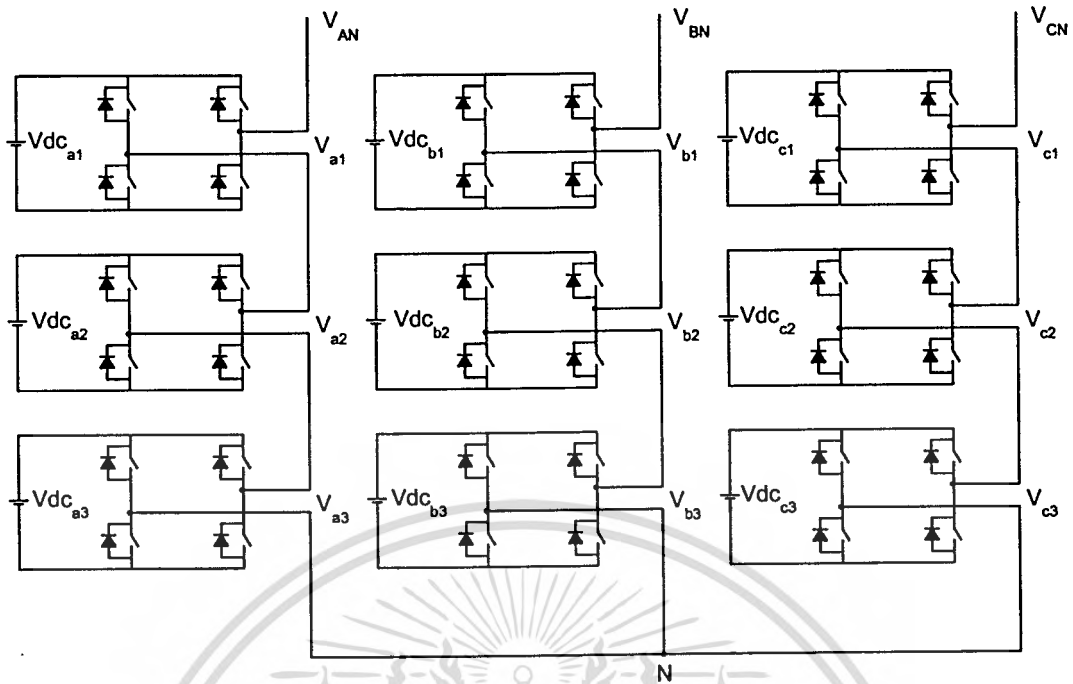 V_AN V_BN V_CN
Vdc_a1 V_a1 Vdc_b1 V_b1 Vdc_c1 V_c1
Vdc_a2 V_a2 Vdc_b2 V_b2 Vdc_c2 V_c2
Vdc_a3 V_a3 Vdc_b3 V_b3 Vdc_c3 V_c3
N